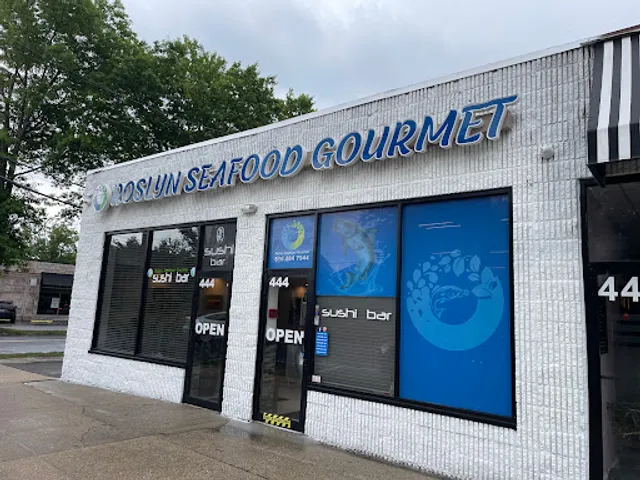 ROSLYN SEAFOOD GOURMET
sushi bar
444
OPEN
sushi
bar
444
OPEN
sushi bar
44